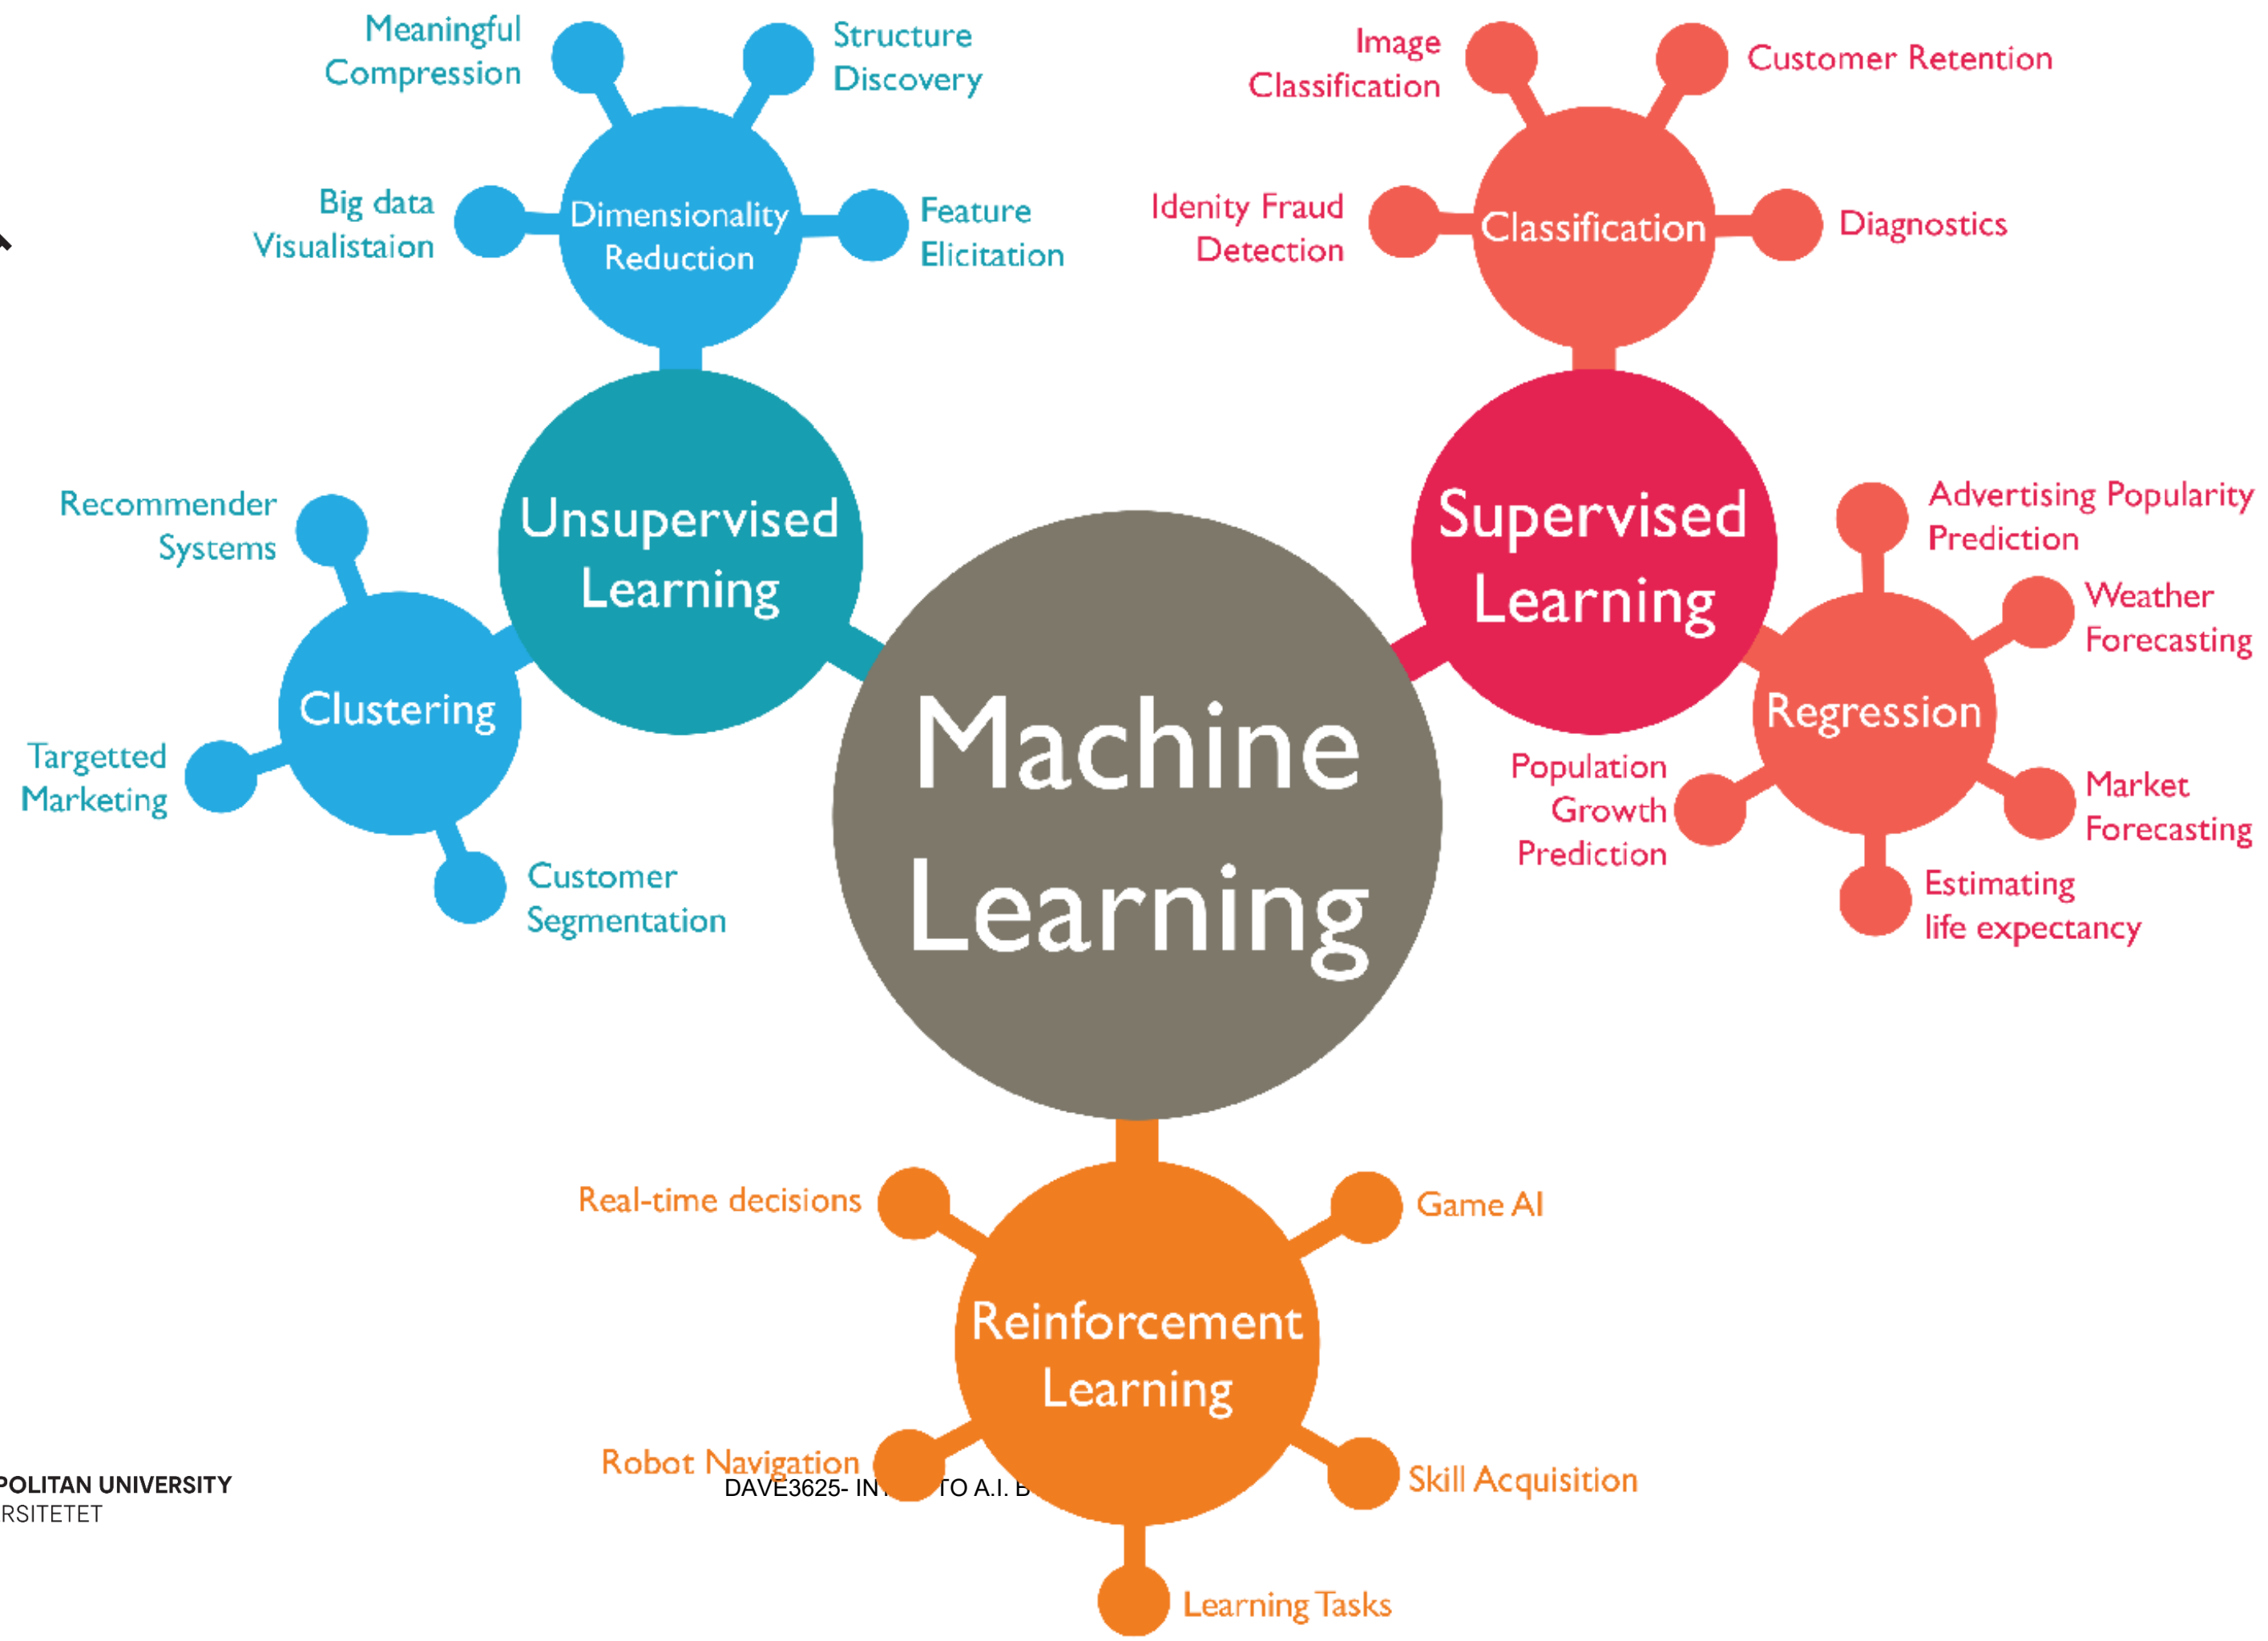 Meaningful
Compression
Structure
Discovery
Big data
Visualistaion
Dimensionality
Reduction
Feature
Elicitation
Image
Classification
Customer Retention
Idenity Fraud
Detection
Classification
Diagnostics
Recommender
Systems
Unsupervised
Learning
Clustering
Targetted
Marketing
Customer
Segmentation
Machine
Learning
Supervised
Learning
Advertising Popularity
Prediction
Weather
Forecasting
Regression
Population
Growth
Prediction
Market
Forecasting
Estimating
life expectancy
Real-time decisions
Game AI
Reinforcement
Learning
Robot Navigation
Skill Acquisition
Learning Tasks
POLITAN UNIVERSITY
RSITETET
DAVE3625- IN TO A.I. B